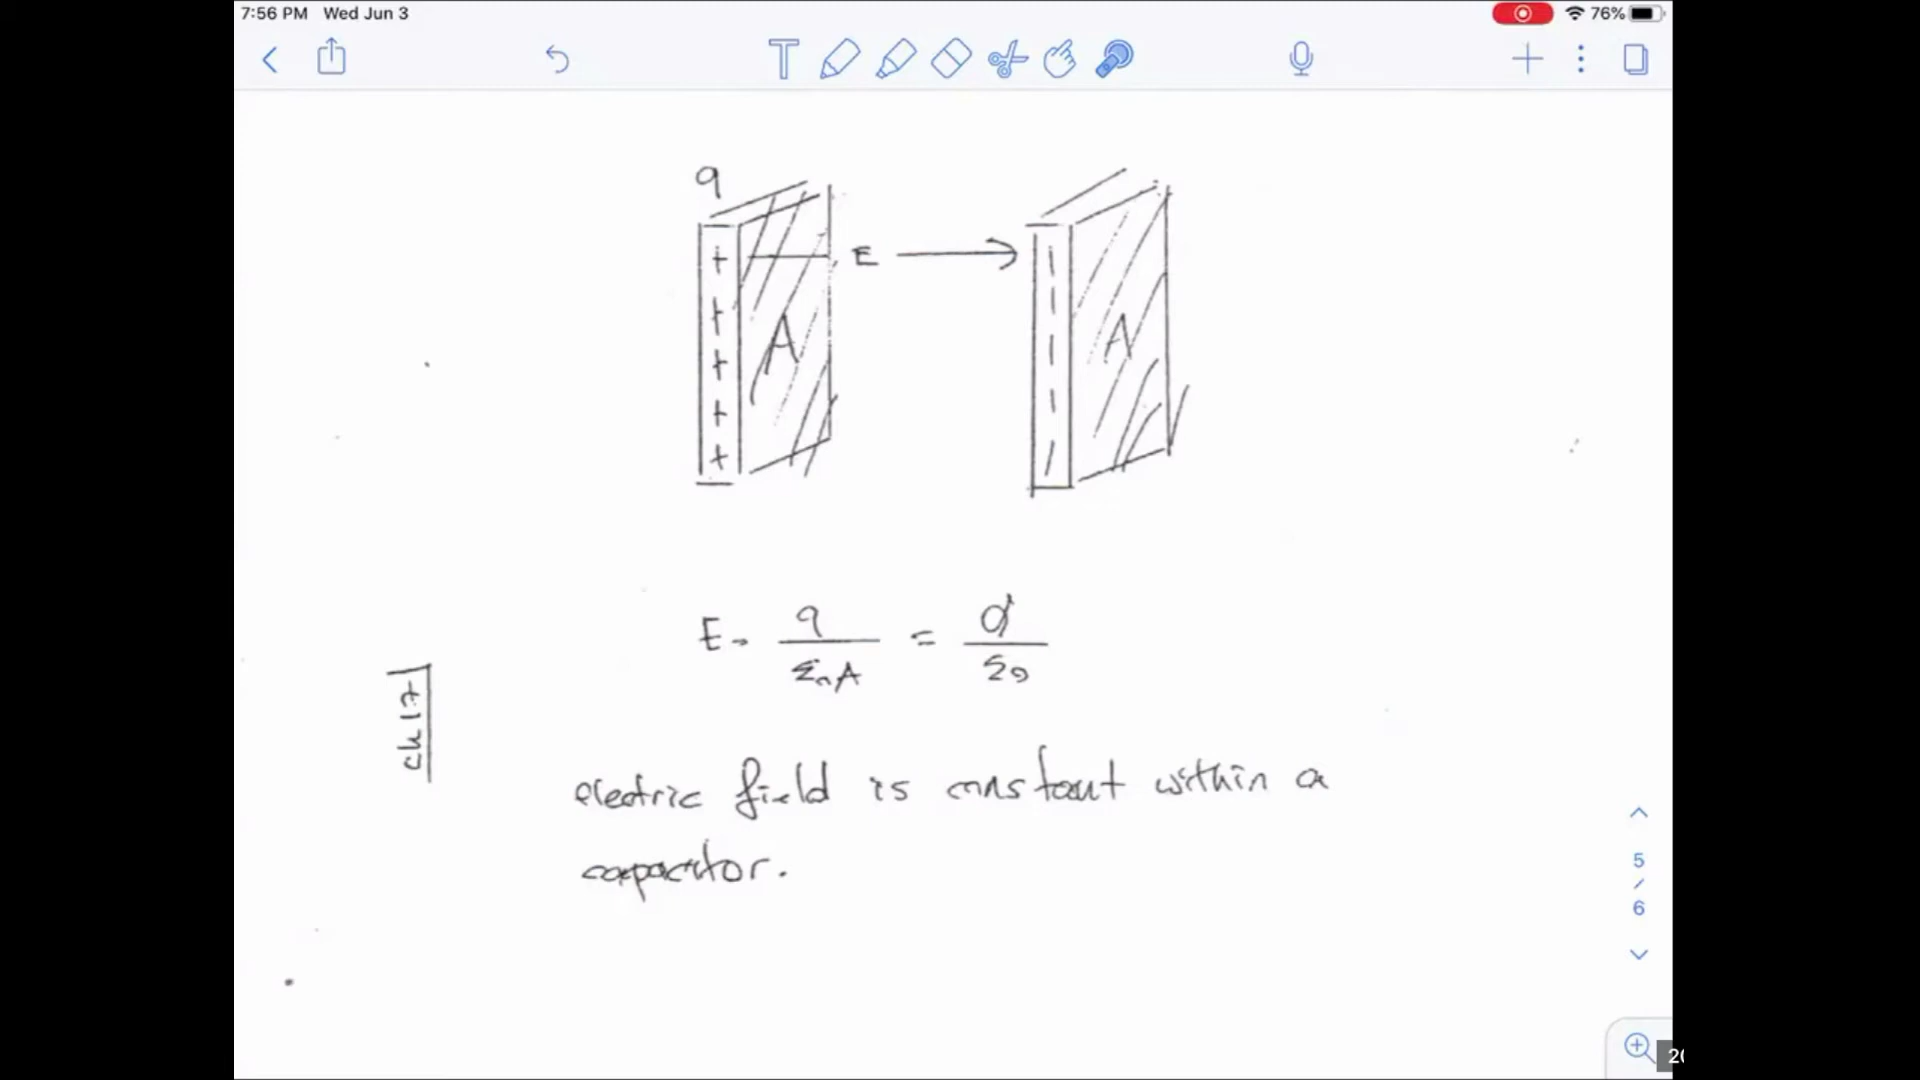 7:56 PM Wed Jun 3
76%
q
+
+
+
+
+
E
A
A
E = q / ε₀A = σ / ε₀
ch 17
electric field is constant within a
capacitor.
5
/
6